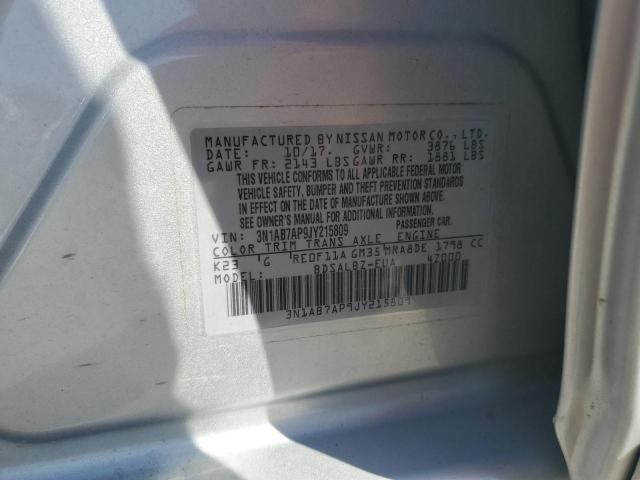 MANUFACTURED BY NISSAN MOTOR CO., LTD.
DATE: 10/17. GVWR: 3876 LBS
GAWR FR: 2143 LBS GAWR RR: 1881 LBS
THIS VEHICLE CONFORMS TO ALL APPLICABLE FEDERAL MOTOR
VEHICLE SAFETY, BUMPER AND THEFT PREVENTION STANDARDS
IN EFFECT ON THE DATE OF MANUFACTURE SHOWN ABOVE.
SEE OWNER'S MANUAL FOR ADDITIONAL INFORMATION.
VIN: 3N1AB7AP9JY215809 PASSENGER CAR.
COLOR TRIM TRANS AXLE ENGINE
K23 'G 'RE0F11A GM35 'MRA8DE 1798 CC
BDSALBZ-EUA 4Z000
3N1AB7AP9JY215809